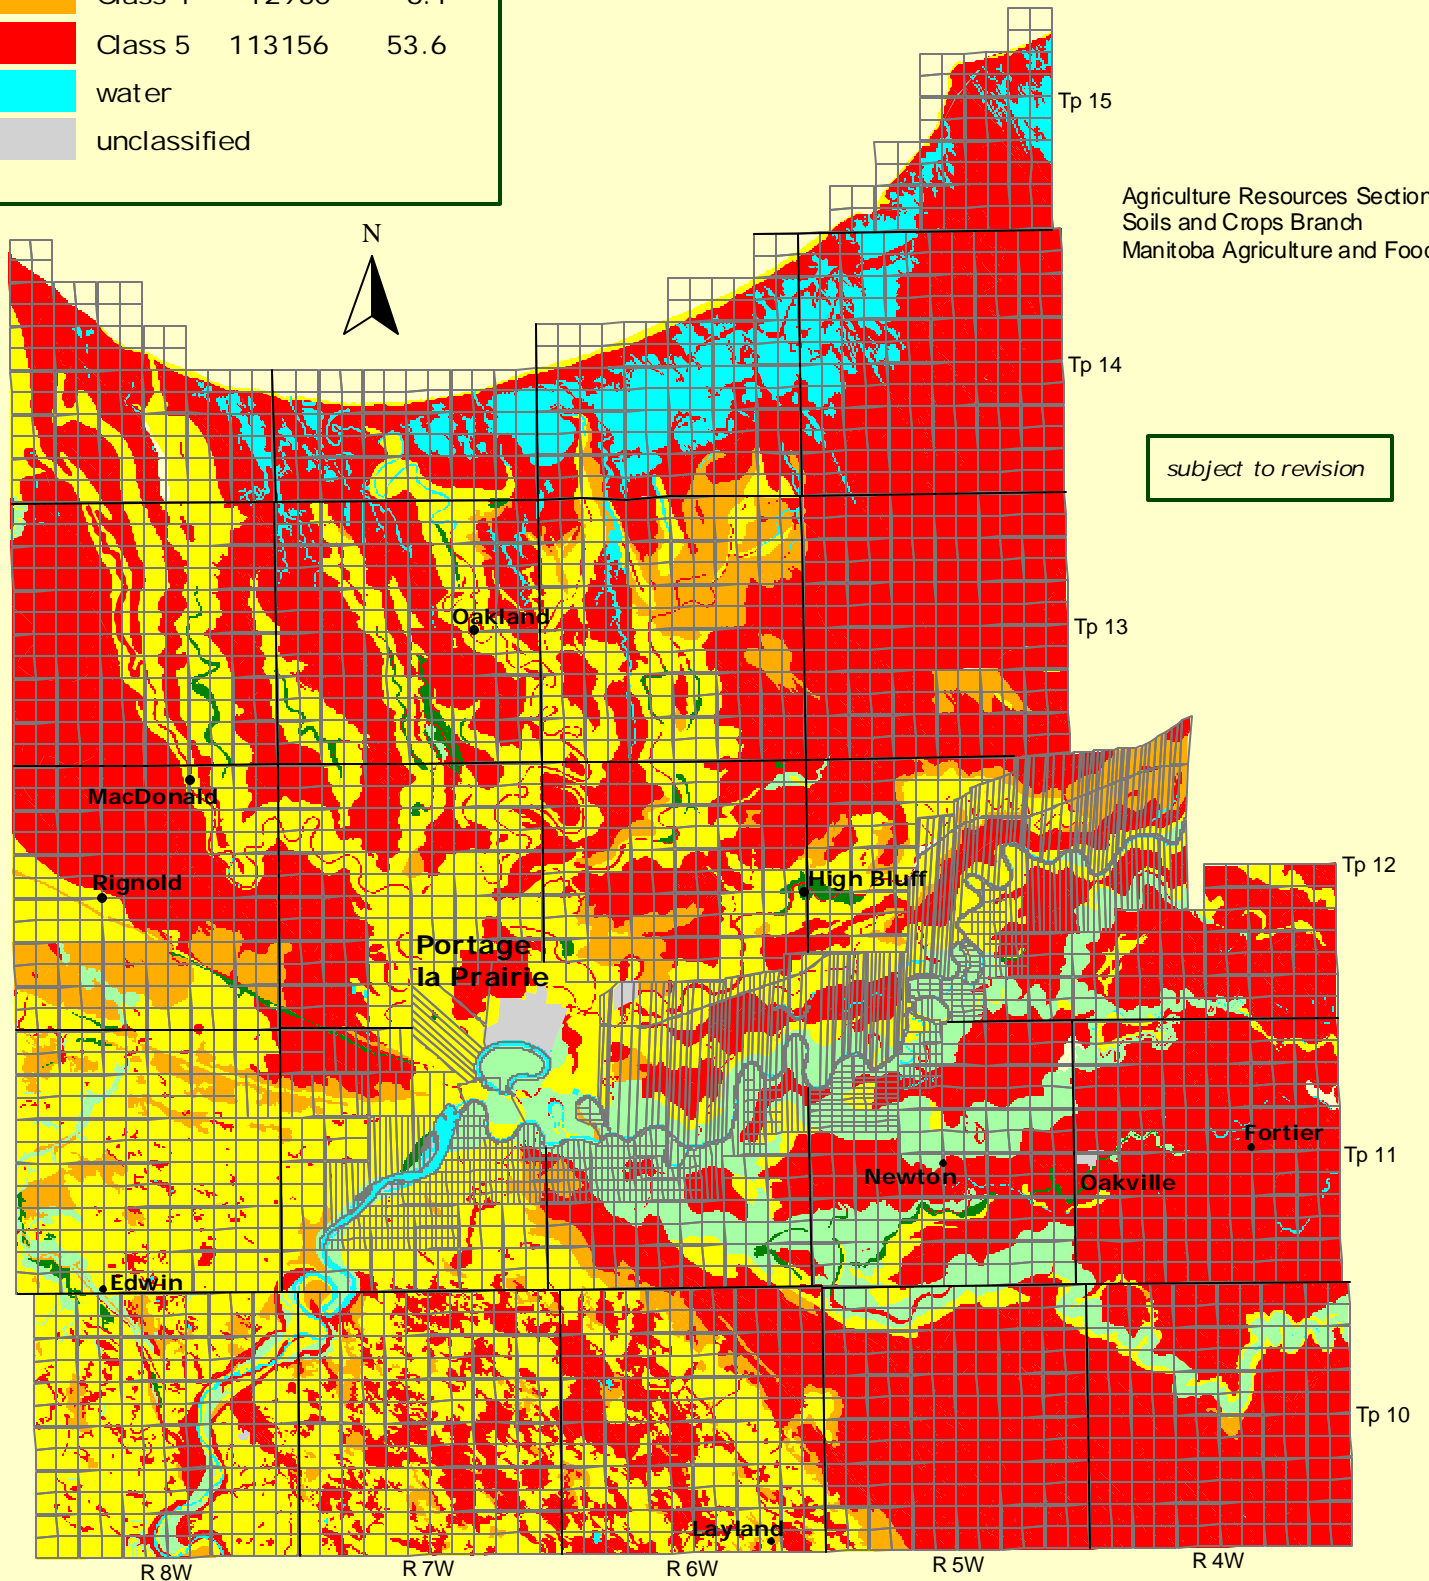 Class 5 113156 53.6
water
unclassified
N
Tp 15
Agriculture Resources Section
Soils and Crops Branch
Manitoba Agriculture and Food
Tp 14
subject to revision
Oakland
Tp 13
MacDonald
Rignold
High Bluff
Tp 12
Portage
la Prairie
Fortier
Newton
Oakville
Tp 11
Edwin
Tp 10
Layland
R 8W
R 7W
R 6W
R 5W
R 4W